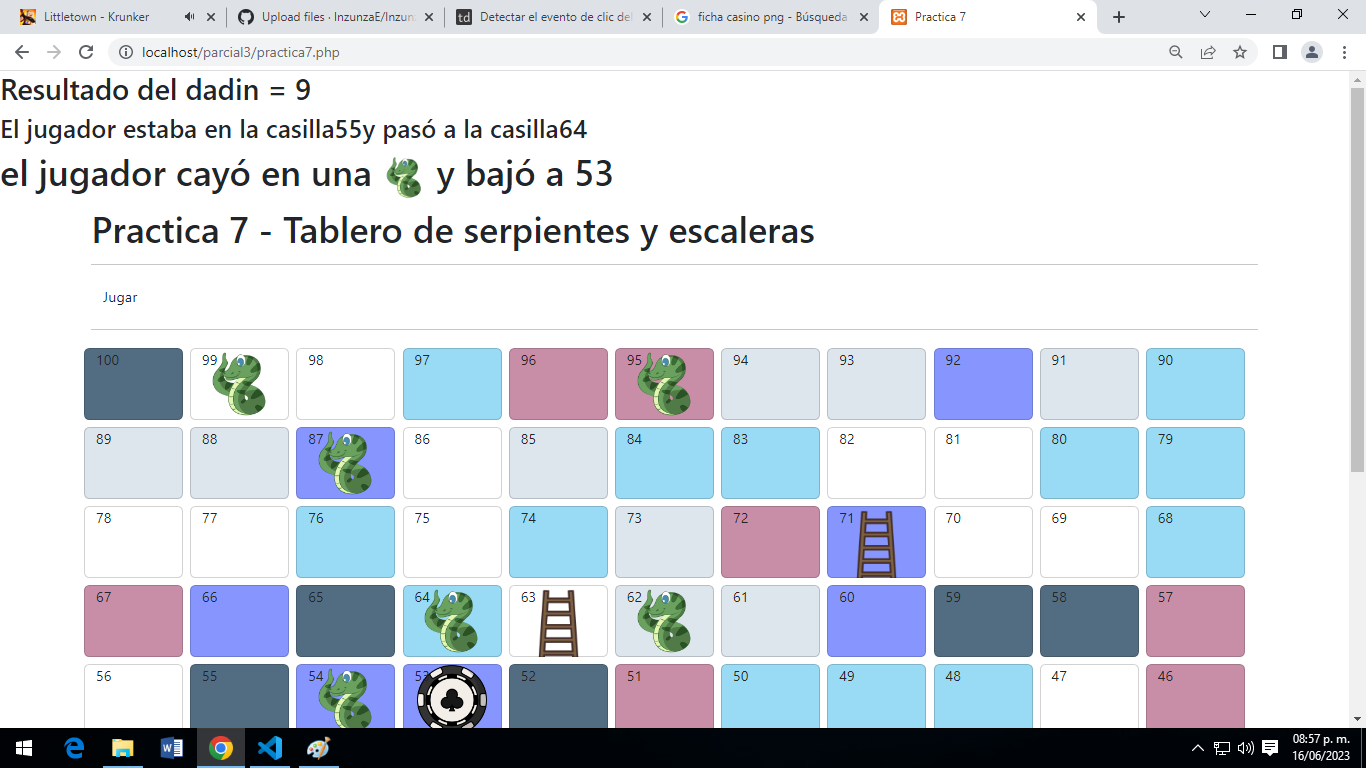 Littletown - Krunker
Upload files · InzunzaE/Inzun
Detectar el evento de clic del
ficha casino png - Búsqueda
Practica 7
localhost/parcial3/practica7.php
Resultado del dadin = 9
El jugador estaba en la casilla55y pasó a la casilla64
el jugador cayó en una y bajó a 53
Practica 7 - Tablero de serpientes y escaleras
Jugar
100 99 98 97 96 95 94 93 92 91 90
89 88 87 86 85 84 83 82 81 80 79
78 77 76 75 74 73 72 71 70 69 68
67 66 65 64 63 62 61 60 59 58 57
56 55 54 53 52 51 50 49 48 47 46
08:57 p. m.
16/06/2023